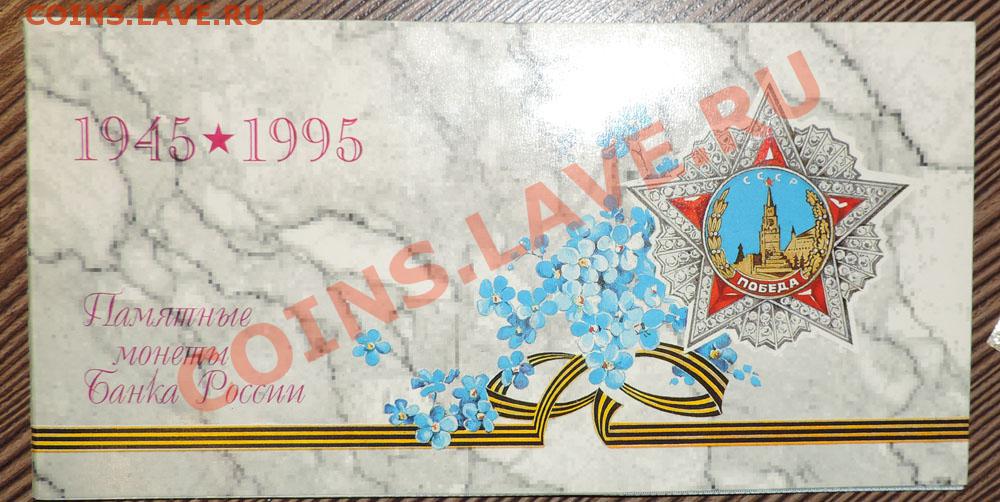 COINS.LAVE.RU
1945★1995
СССР
ПОБЕДА
Памятные
монеты
Банка России
COINS.LAVE.RU